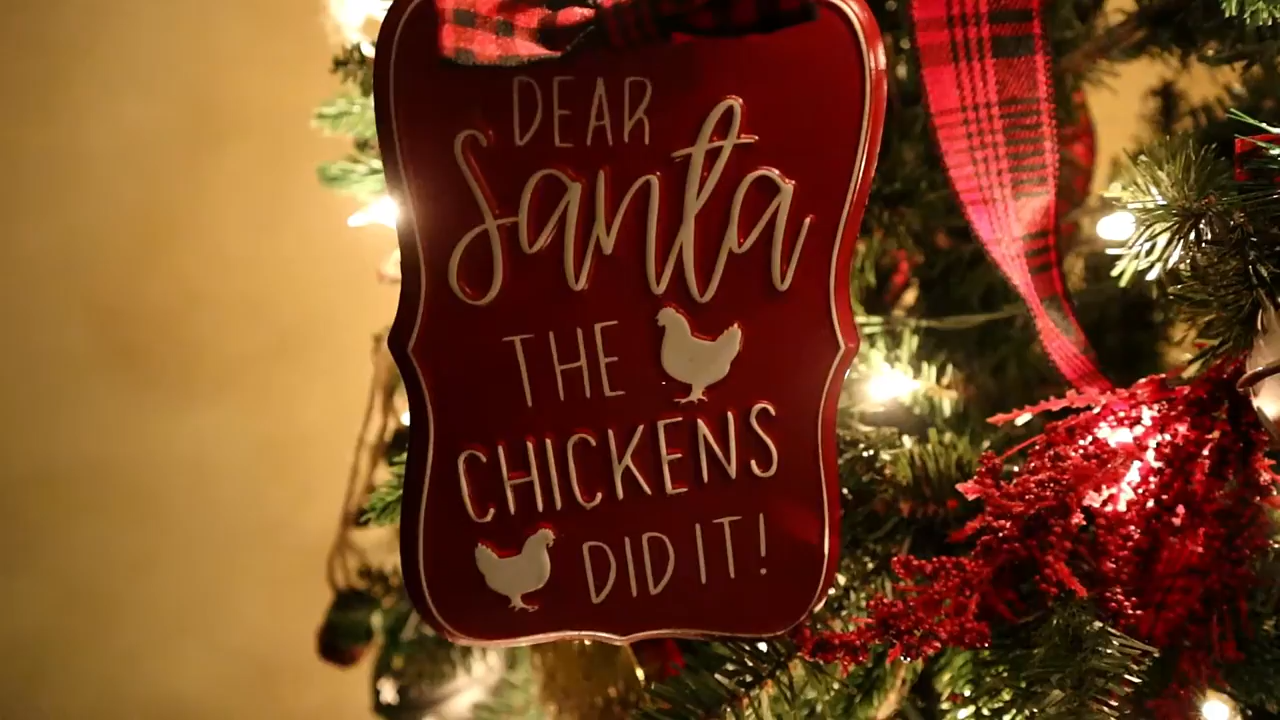 DEAR
Santa
THE
CHICKENS
DID IT!